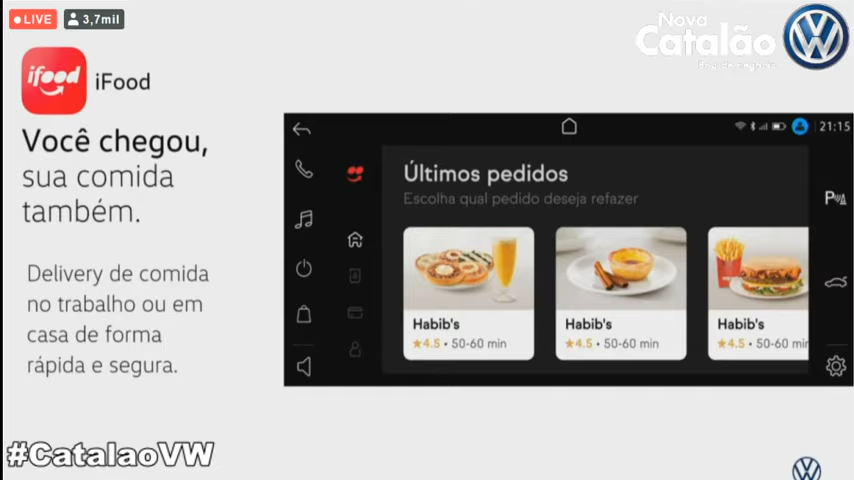 LIVE
3,7mil
Nova
Catalão
VW
ifood
iFood
Você chegou,
sua comida
também.
Delivery de comida
no trabalho ou em
casa de forma
rápida e segura.
21:15
Últimos pedidos
Escolha qual pedido deseja refazer
P
Habib's
★4.5 • 50-60 min
Habib's
★4.5 • 50-60 min
Habib's
★4.5 • 50-60 min
#CatalaoVW